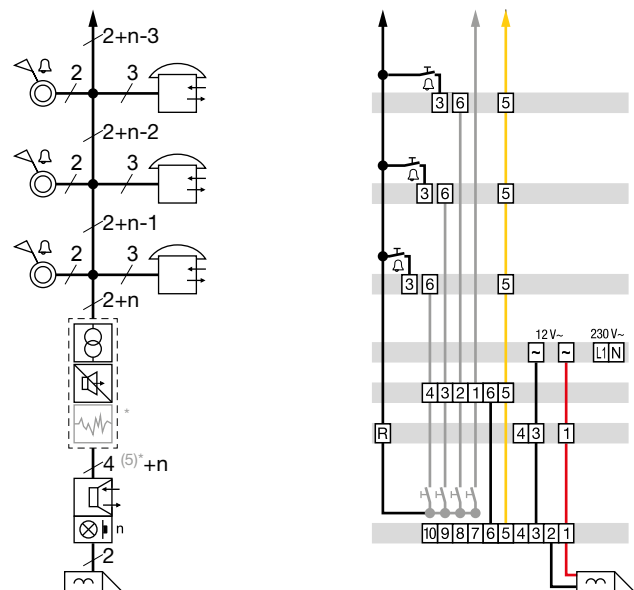 2+n-3
2 3
2+n-2
2 3
2+n-1
2 3
2+n
*
4 (5)*+n
n
2
3 6 5
3 6 5
3 6 5
12 V~ 230 V~
~ ~ L1 N
4 3 2 1 6 5
R 4 3 1
10 9 8 7 6 5 4 3 2 1